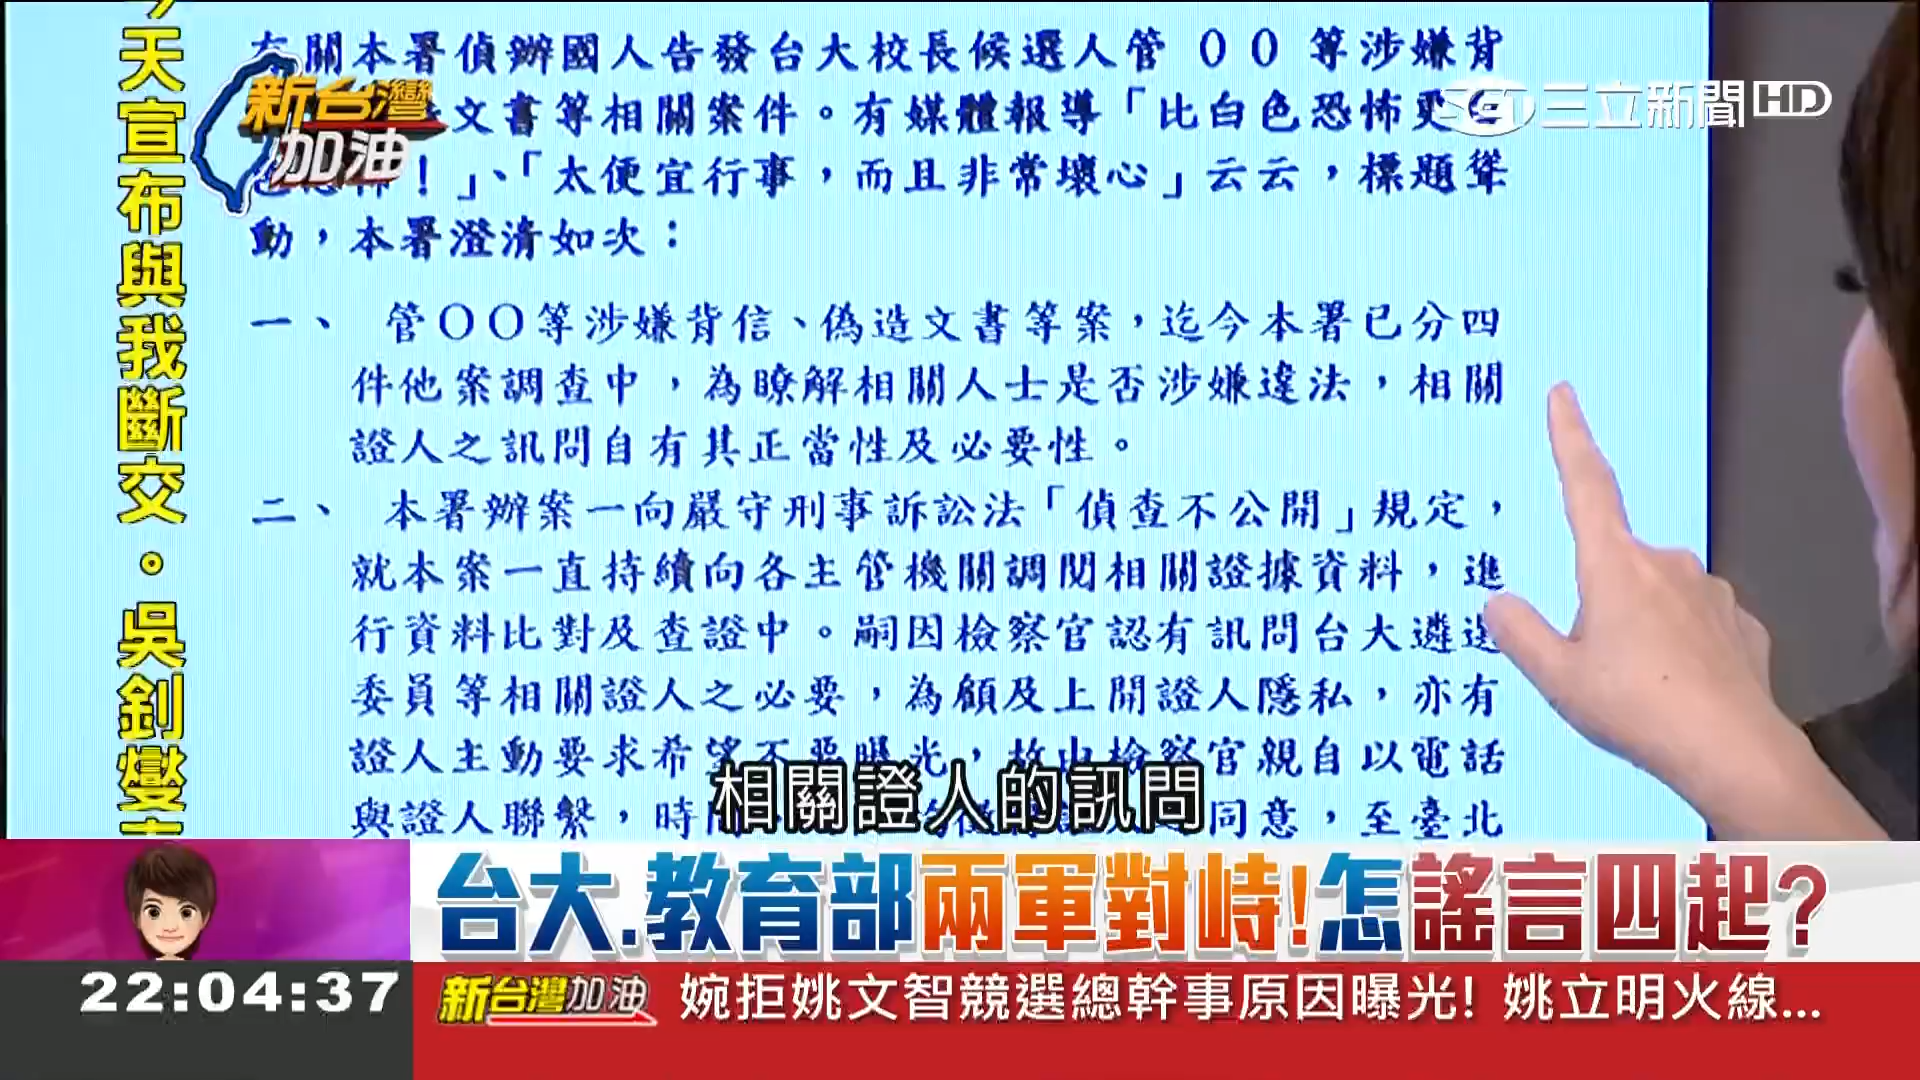 天宣布與我斷交。吳釗燮
新台灣加油
三立新聞HD
有關本署偵辦國人告發台大校長候選人管〇〇等涉嫌背
文書等相關案件。有媒體報導「比白色恐怖更
！」、「太便宜行事，而且非常壞心」云云，標題聳
動，本署澄清如次：
一、 管〇〇等涉嫌背信、偽造文書等案，迄今本署已分四
件他案調查中，為瞭解相關人士是否涉嫌違法，相關
證人之訊問自有其正當性及必要性。
二、 本署辦案一向嚴守刑事訴訟法「偵查不公開」規定，
就本案一直持續向各主管機關調閱相關證據資料，進
行資料比對及查證中。嗣因檢察官認有訊問台大遴選
委員等相關證人之必要，為顧及上開證人隱私，亦有
證人主動要求希望不要曝光，故由檢察官親自以電話
與證人聯繫，時間 同意，至臺北
相關證人的訊問
台大.教育部兩軍對峙!怎謠言四起?
22:04:37
新台灣加油 婉拒姚文智競選總幹事原因曝光! 姚立明火線...